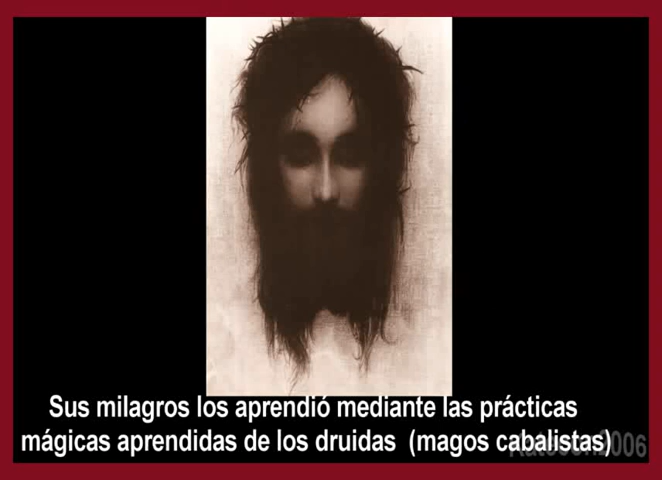 Sus milagros los aprendió mediante las prácticas
mágicas aprendidas de los druidas (magos cabalistas)